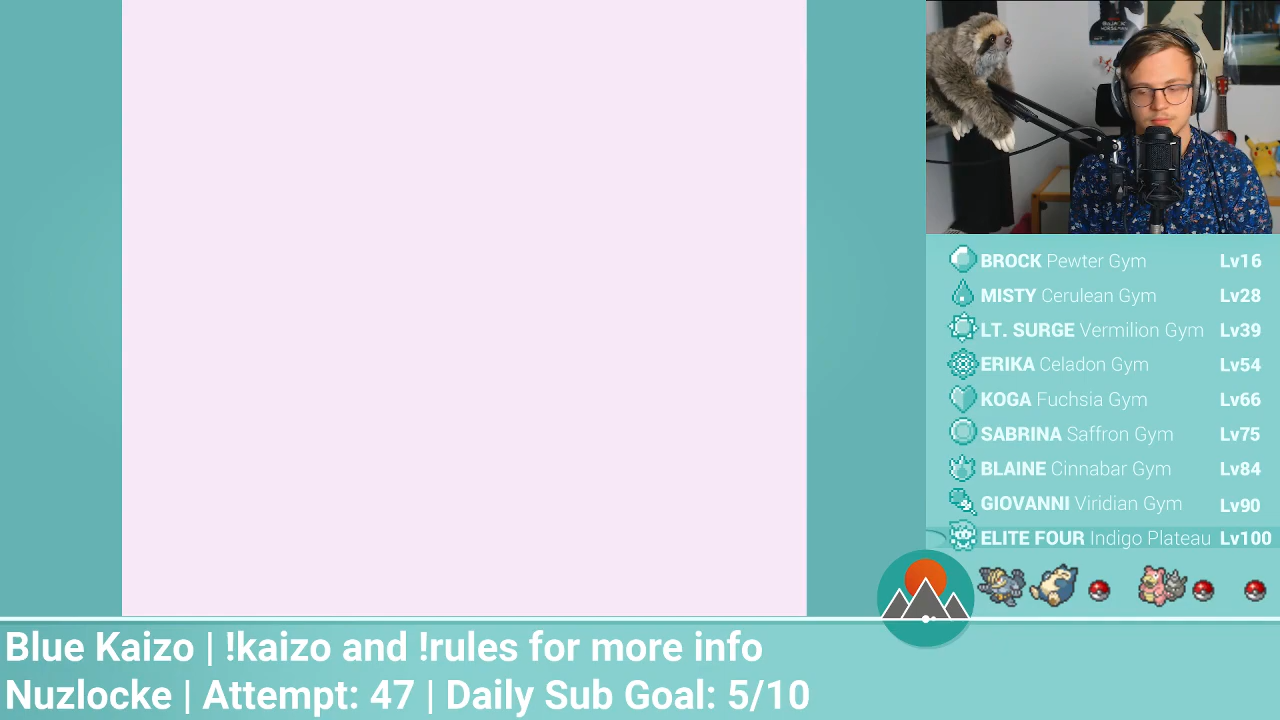 BROCK Pewter Gym Lv16
MISTY Cerulean Gym Lv28
LT. SURGE Vermilion Gym Lv39
ERIKA Celadon Gym Lv54
KOGA Fuchsia Gym Lv66
SABRINA Saffron Gym Lv75
BLAINE Cinnabar Gym Lv84
GIOVANNI Viridian Gym Lv90
ELITE FOUR Indigo Plateau Lv100
Blue Kaizo | !kaizo and !rules for more info
Nuzlocke | Attempt: 47 | Daily Sub Goal: 5/10